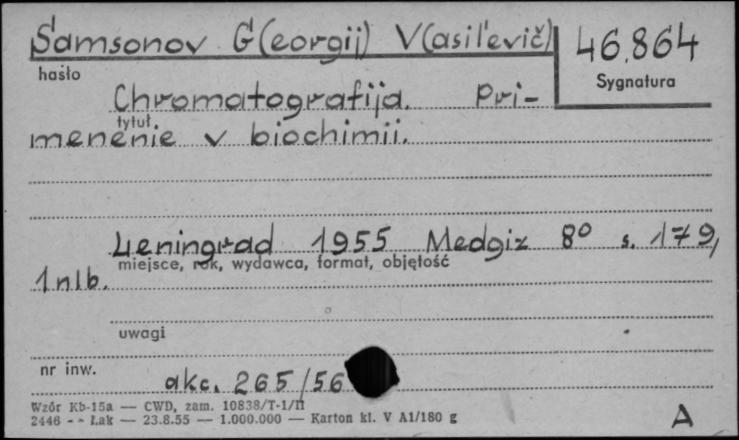 Samsonov G(eorgij) V(asil'evič)
46.864
hasło
Sygnatura
Chromatografija. Pri-
tytuł
menenie v biochimii.
Leningrad 1955 Medgiz 8° s. 179,
miejsce, rok, wydawca, format, objętość
1 nlb.
uwagi
nr inw.
akc. 265/56
Wzór Kb-15a — CWD, zam. 10838/T-1/II
2446 -- Łak — 23.8.55 — 1.000.000 — Karton kl. V A1/180 g
A